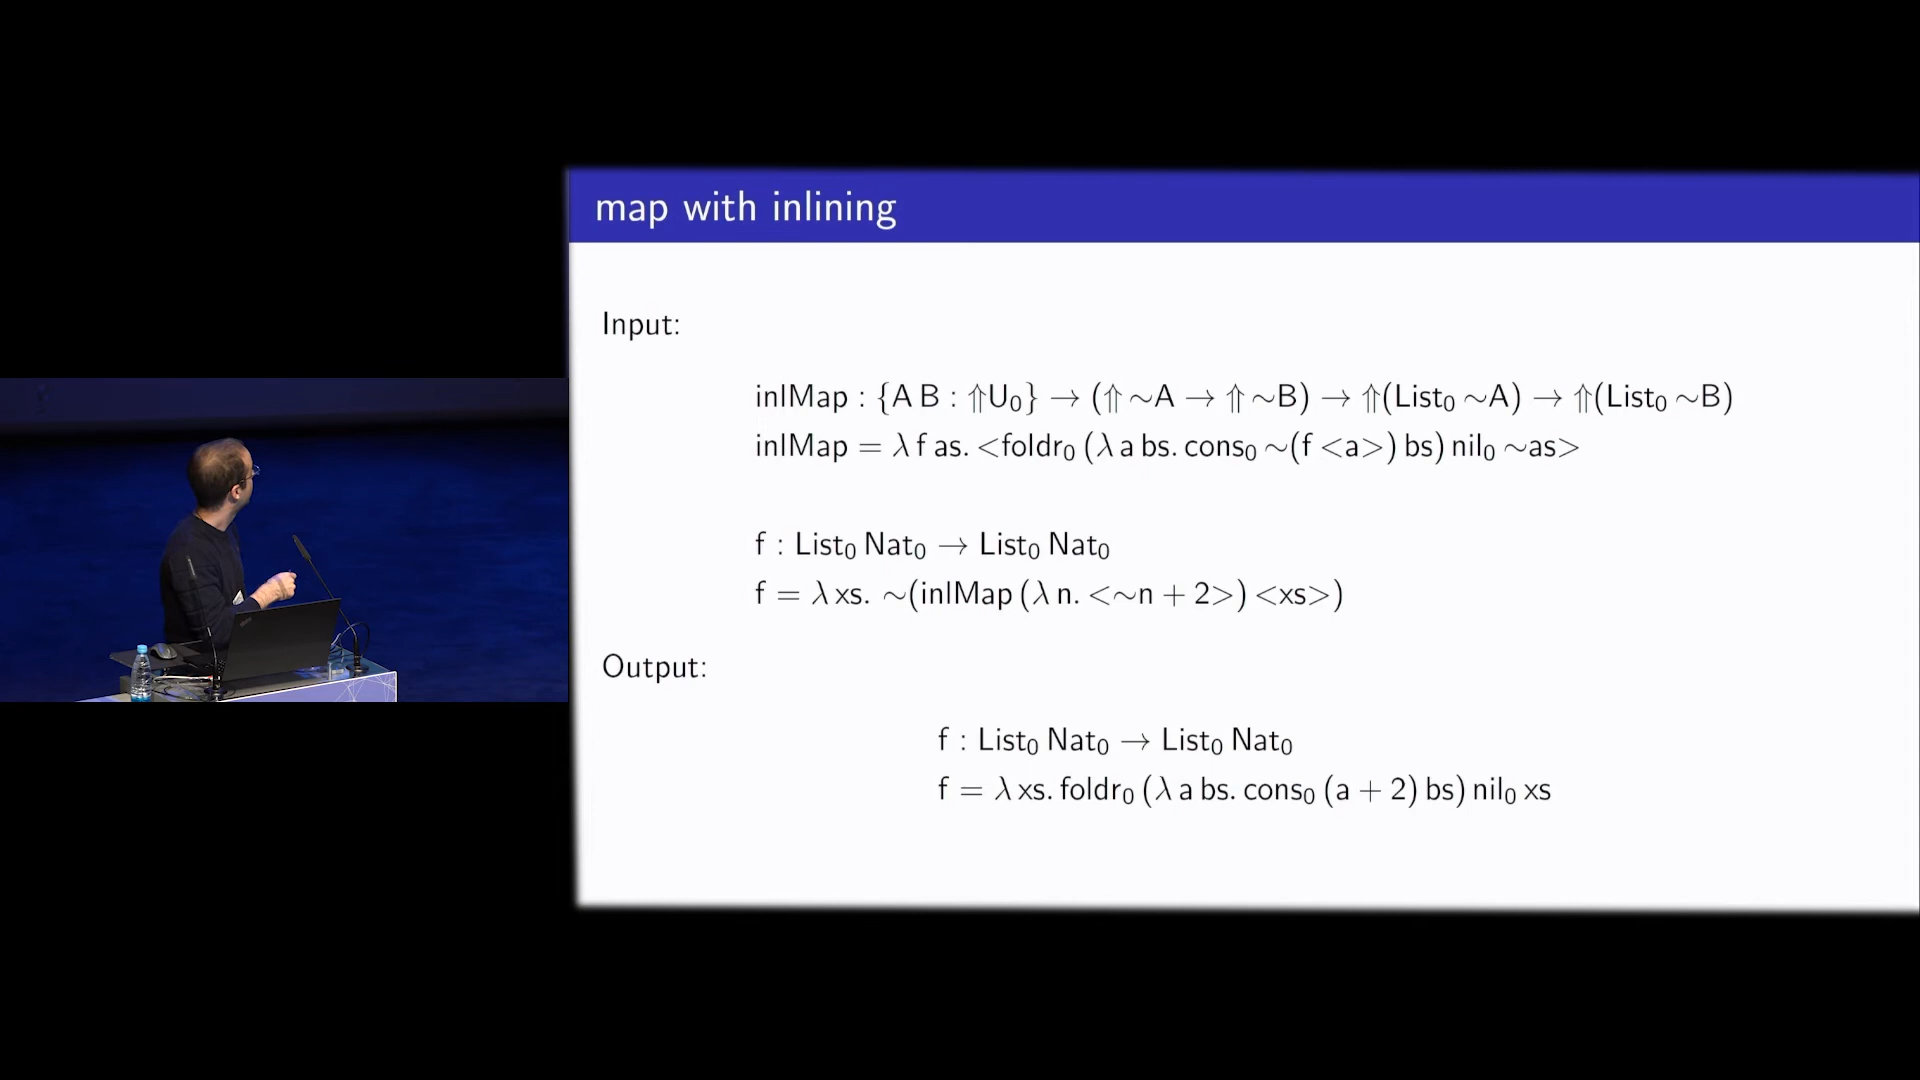 map with inlining
Input:
inlMap : {A B : ⇑U₀} → (⇑ ∼A → ⇑ ∼B) → ⇑(List₀ ∼A) → ⇑(List₀ ∼B)
inlMap = λ f as. <foldr₀ (λ a bs. cons₀ ∼(f <a>) bs) nil₀ ∼as>
f : List₀ Nat₀ → List₀ Nat₀
f = λ xs. ∼(inlMap (λ n. <∼n + 2>) <xs>)
Output:
f : List₀ Nat₀ → List₀ Nat₀
f = λ xs. foldr₀ (λ a bs. cons₀ (a + 2) bs) nil₀ xs